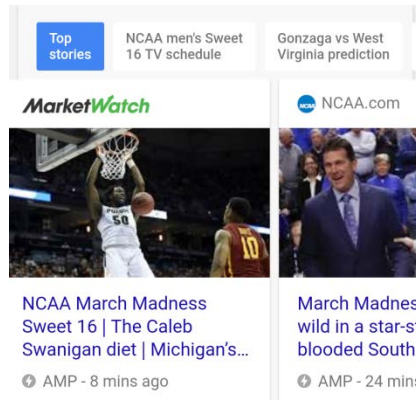 Top
stories
NCAA men's Sweet
16 TV schedule
Gonzaga vs West
Virginia prediction
MarketWatch
NCAA NCAA.com
50
10
NCAA March Madness
Sweet 16 | The Caleb
Swanigan diet | Michigan's...
AMP - 8 mins ago
March Madnes
wild in a star-s
blooded South
AMP - 24 mins